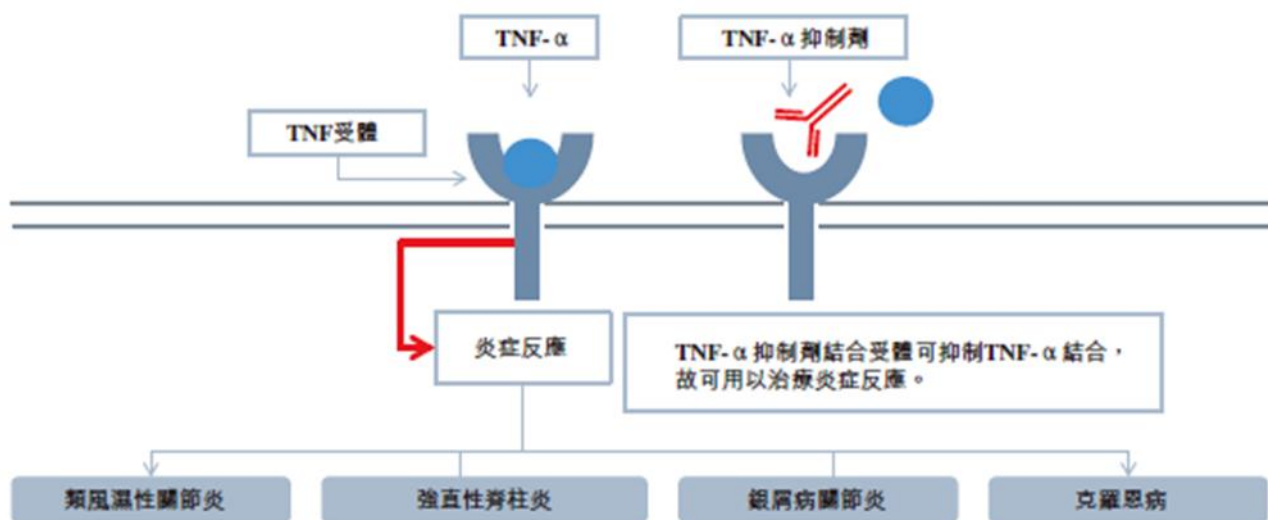 TNF- α
TNF- α 抑制劑
TNF受體
炎症反應
TNF- α 抑制劑結合受體可抑制TNF- α 結合，
故可用以治療炎症反應。
類風濕性關節炎
強直性脊柱炎
銀屑病關節炎
克羅恩病